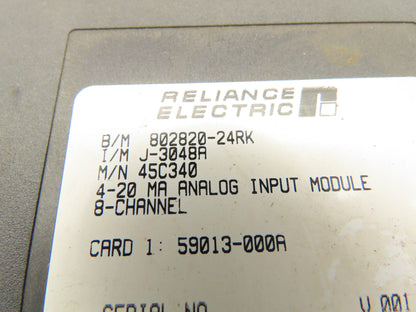 RELIANCE
ELECTRIC
B/M 802820-24RK
I/M J-3048A
M/N 45C340
4-20 MA ANALOG INPUT MODULE
8-CHANNEL
CARD 1: 59013-000A
SERIAL NO. V 001